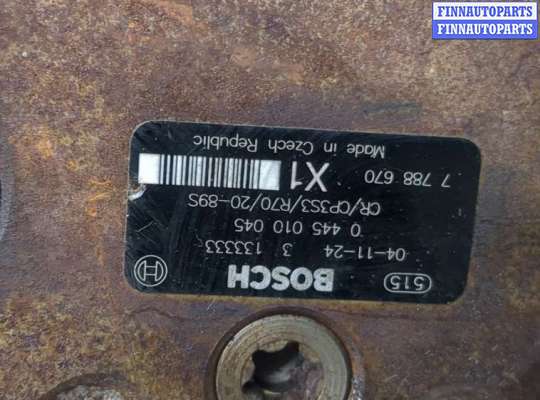 FINNAUTOPARTS
FINNAUTOPARTS
515 BOSCH
04-11-24 3 133333
0 445 010 045
CR/CP3S3/R70/20-89S
7 788 670 X1
Made in Czech Republic